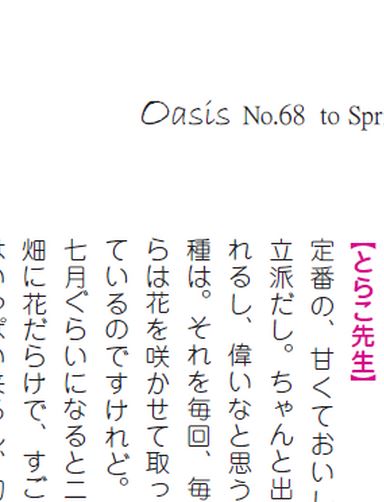 Oasis No.68 to Spr
【とらこ先生】
定番の、甘くておいし
立派だし。ちゃんと出
れるし、偉いなと思う
種は。それを毎回、毎
らは花を咲かせて取っ
ているのですけれど。
七月ぐらいになると二
畑に花だらけで、すご